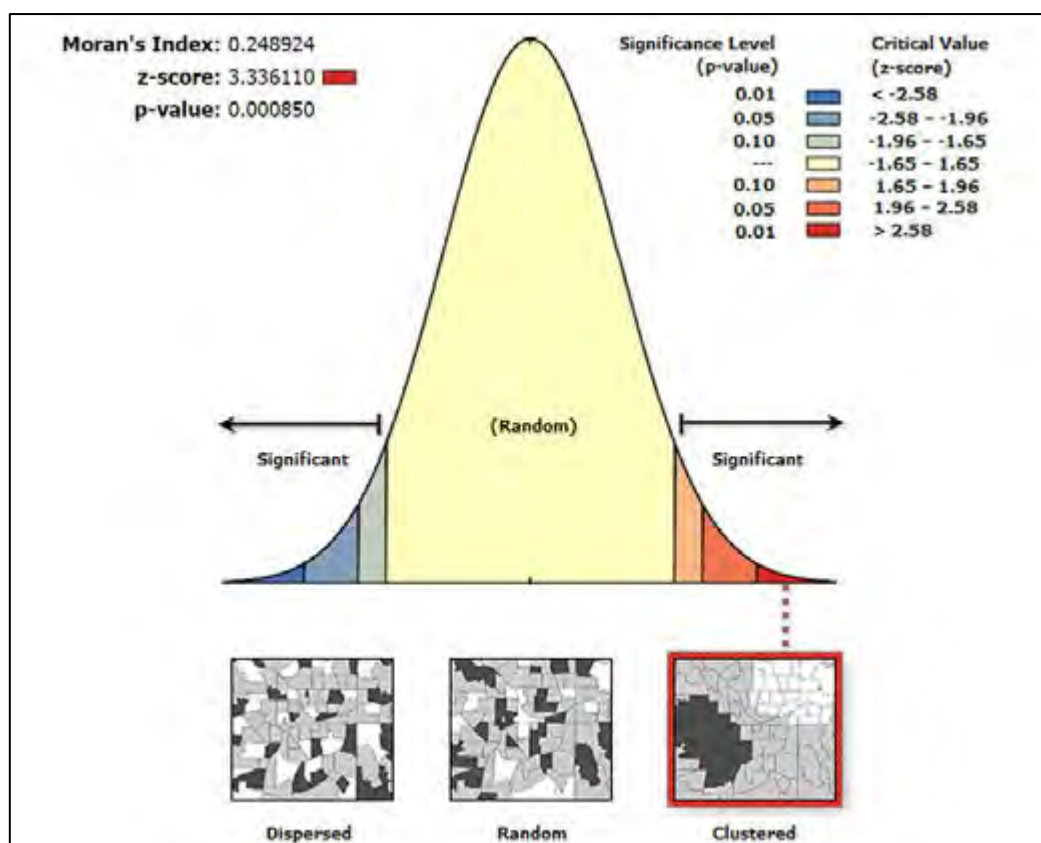 Moran's Index: 0.248924
z-score: 3.336110
p-value: 0.000850
Significance Level
(p-value)
Critical Value
(z-score)
0.01 < -2.58
0.05 -2.58 – -1.96
0.10 -1.96 – -1.65
--- -1.65 – 1.65
0.10 1.65 – 1.96
0.05 1.96 – 2.58
0.01 > 2.58
(Random)
Significant
Significant
Dispersed
Random
Clustered